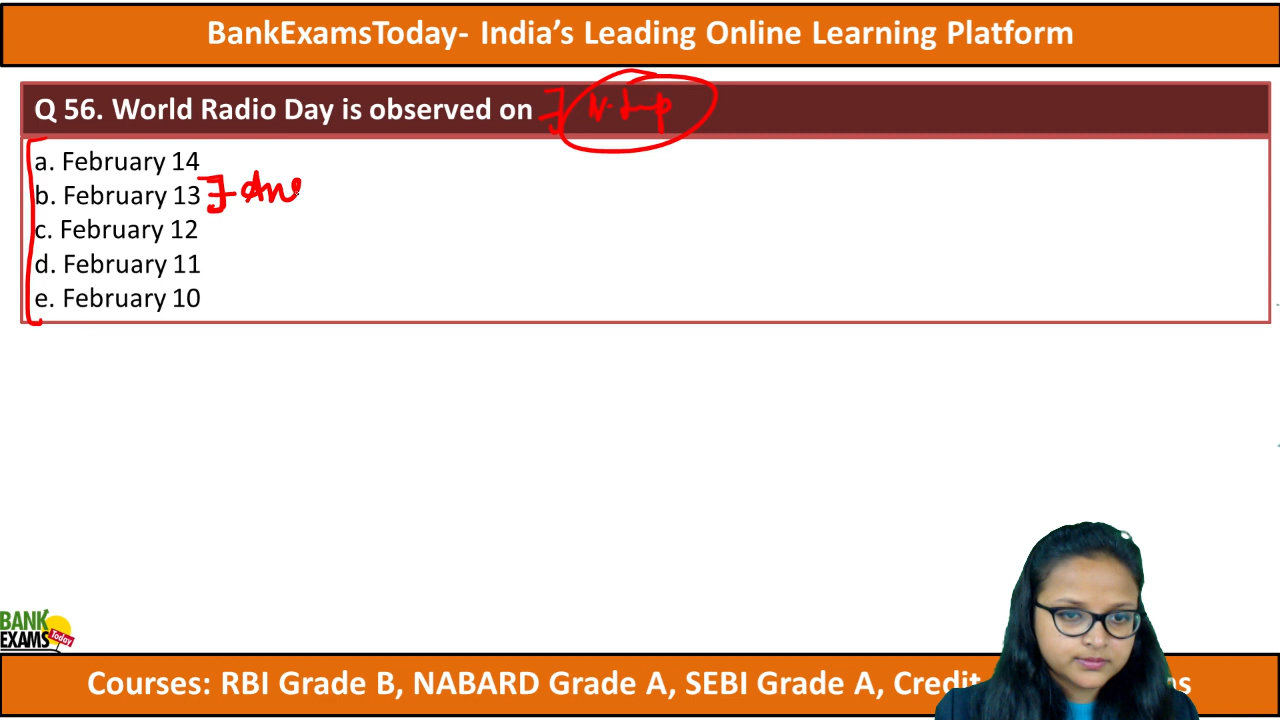 BankExamsToday- India's Leading Online Learning Platform
Q 56. World Radio Day is observed on
a. February 14
b. February 13 Ans
c. February 12
d. February 11
e. February 10
BANK
EXAMS Today
Courses: RBI Grade B, NABARD Grade A, SEBI Grade A, Credit